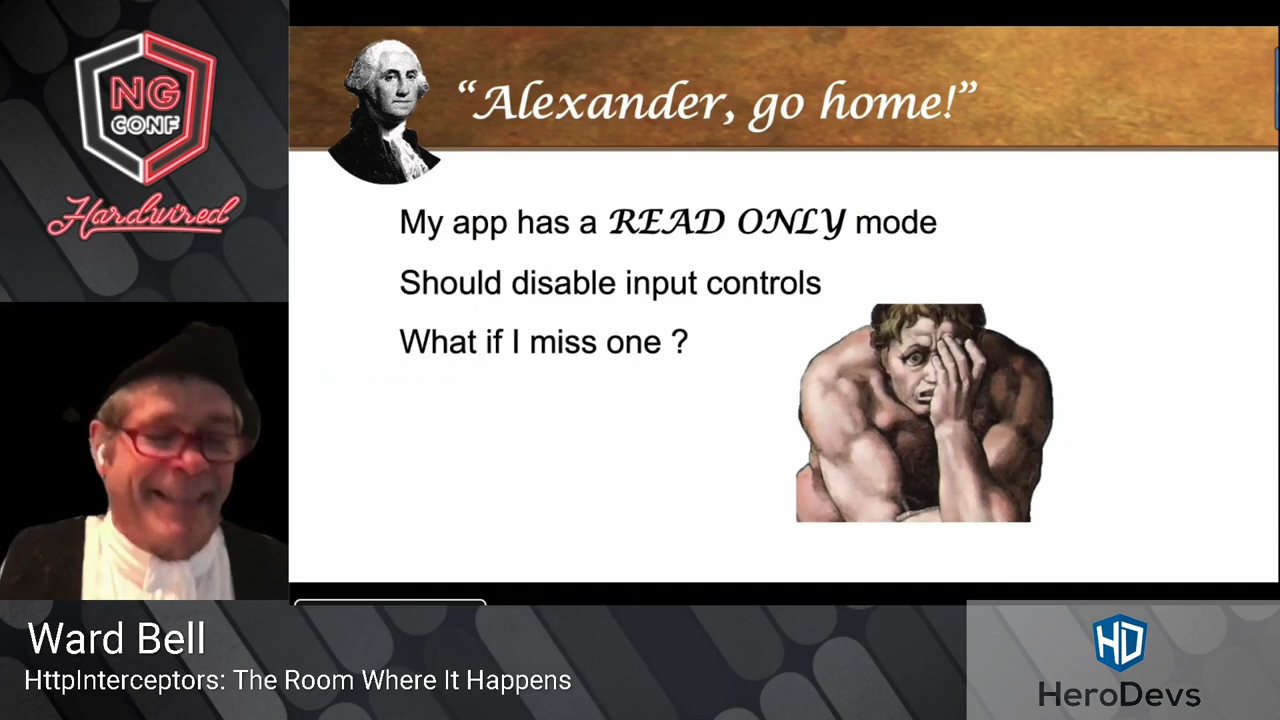 NG
CONF
Hardwired
“Alexander, go home!”
My app has a READ ONLY mode
Should disable input controls
What if I miss one ?
Ward Bell
HttpInterceptors: The Room Where It Happens
HD
HeroDevs